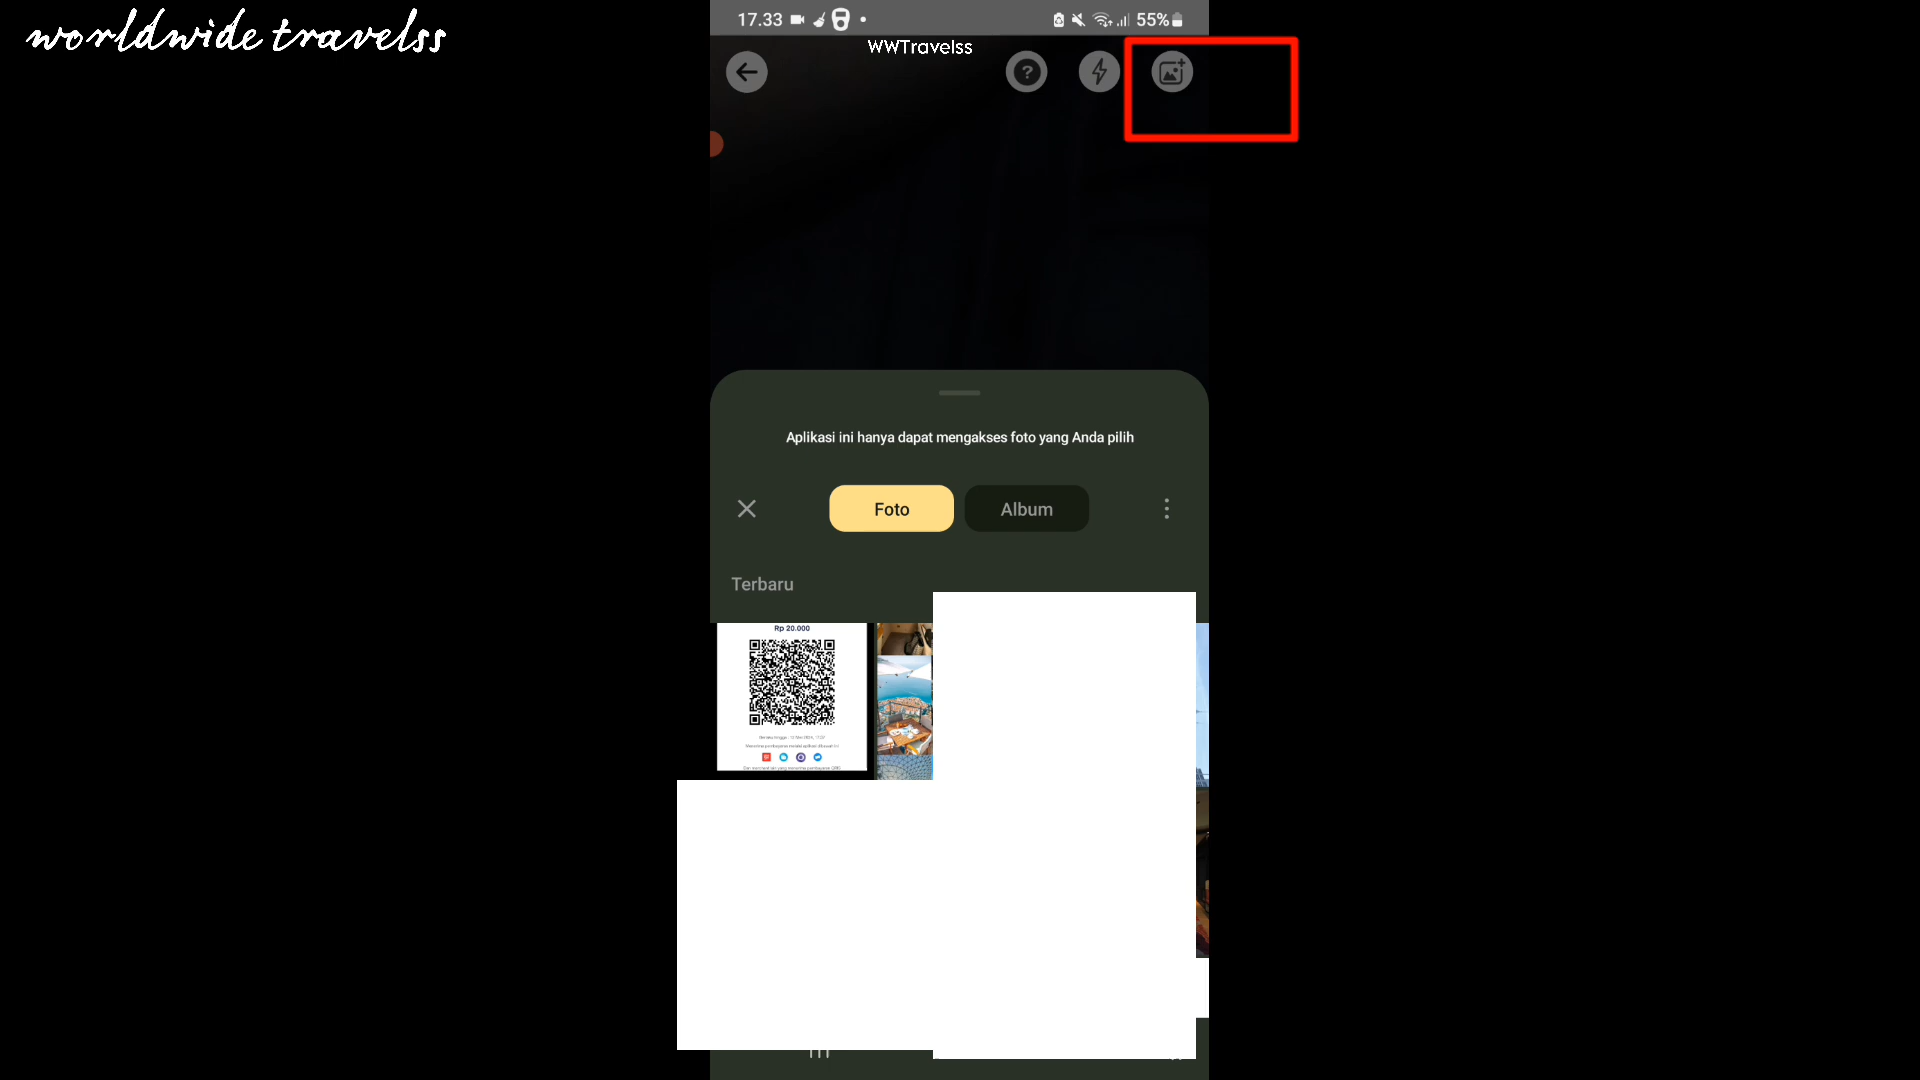 worldwide travelss
17.33
55%
WWTravelss
Aplikasi ini hanya dapat mengakses foto yang Anda pilih
Foto
Album
Terbaru
Rp 20.000